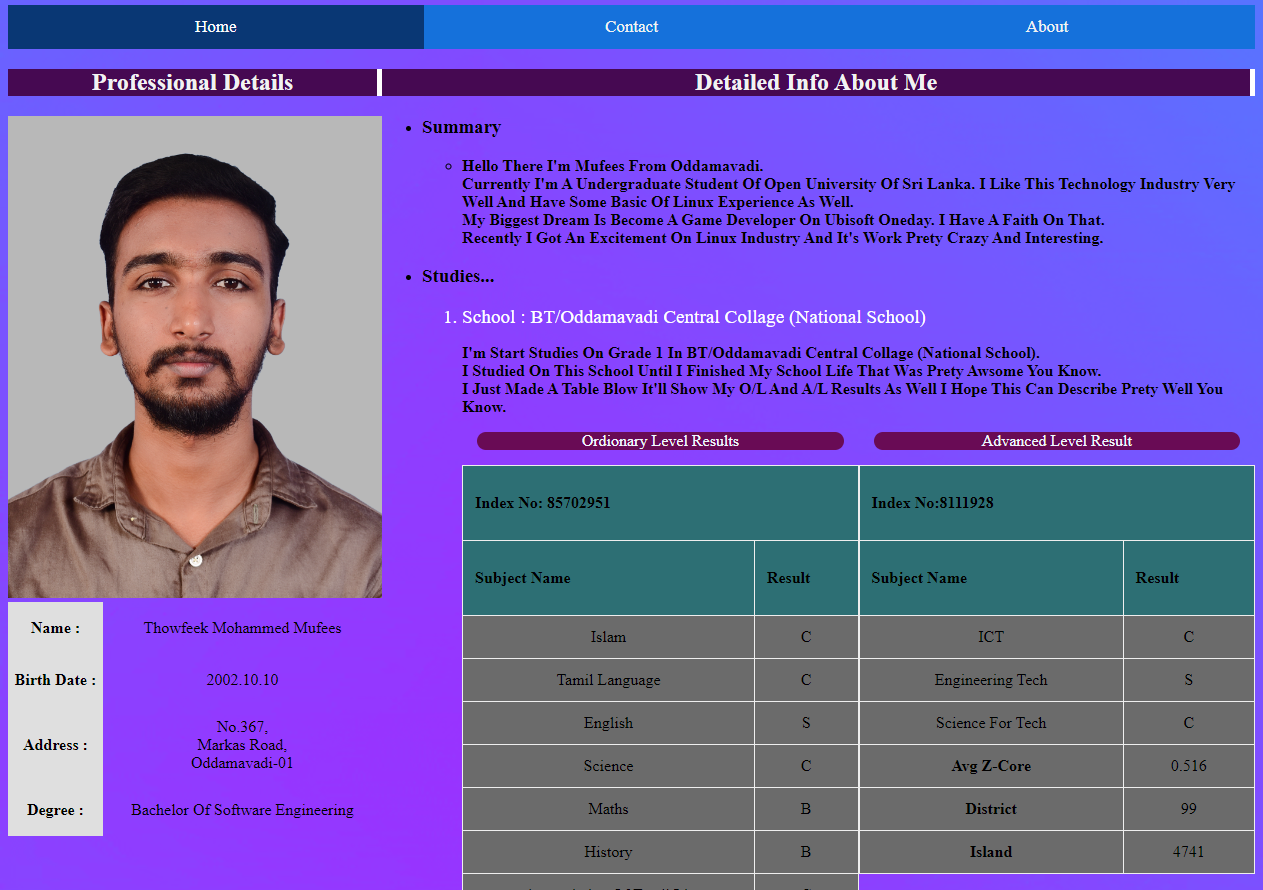 Home
Contact
About
Professional Details
Detailed Info About Me
Name :
Thowfeek Mohammed Mufees
Birth Date :
2002.10.10
Address :
No.367,
Markas Road,
Oddamavadi-01
Degree :
Bachelor Of Software Engineering
Summary
Hello There I'm Mufees From Oddamavadi.
Currently I'm A Undergraduate Student Of Open University Of Sri Lanka. I Like This Technology Industry Very
Well And Have Some Basic Of Linux Experience As Well.
My Biggest Dream Is Become A Game Developer On Ubisoft Oneday. I Have A Faith On That.
Recently I Got An Excitement On Linux Industry And It's Work Prety Crazy And Interesting.
Studies...
1. School : BT/Oddamavadi Central Collage (National School)
I'm Start Studies On Grade 1 In BT/Oddamavadi Central Collage (National School).
I Studied On This School Until I Finished My School Life That Was Prety Awsome You Know.
I Just Made A Table Blow It'll Show My O/L And A/L Results As Well I Hope This Can Describe Prety Well You
Know.
Ordionary Level Results
Index No: 85702951
Subject Name Result
Islam C
Tamil Language C
English S
Science C
Maths B
History B
Advanced Level Result
Index No:8111928
Subject Name Result
ICT C
Engineering Tech S
Science For Tech C
Avg Z-Core 0.516
District 99
Island 4741